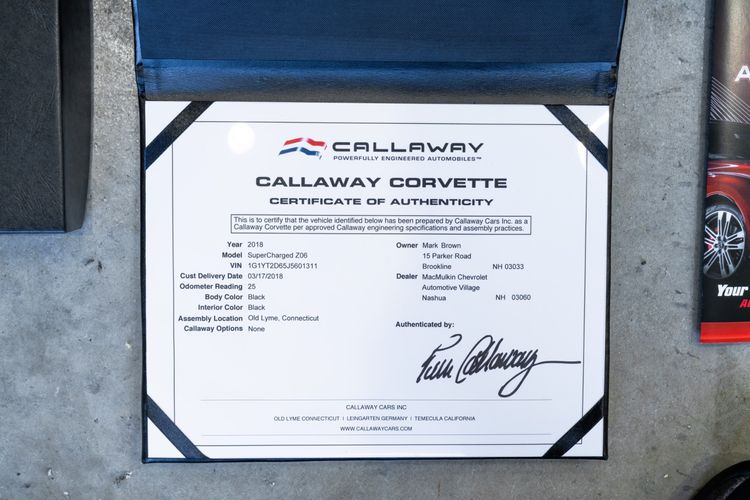 CALLAWAY
POWERFULLY ENGINEERED AUTOMOBILES™
CALLAWAY CORVETTE
CERTIFICATE OF AUTHENTICITY
This is to certify that the vehicle identified below has been prepared by Callaway Cars Inc. as a
Callaway Corvette per approved Callaway engineering specifications and assembly practices.
Year 2018
Model SuperCharged Z06
VIN 1G1YT2D65J5601311
Cust Delivery Date 03/17/2018
Odometer Reading 25
Body Color Black
Interior Color Black
Assembly Location Old Lyme, Connecticut
Callaway Options None
Owner Mark Brown
15 Parker Road
Brookline NH 03033
Dealer MacMulkin Chevrolet
Automotive Village
Nashua NH 03060
Authenticated by:
CALLAWAY CARS INC
OLD LYME CONNECTICUT I LEINGARTEN GERMANY I TEMECULA CALIFORNIA
WWW.CALLAWAYCARS.COM
Your